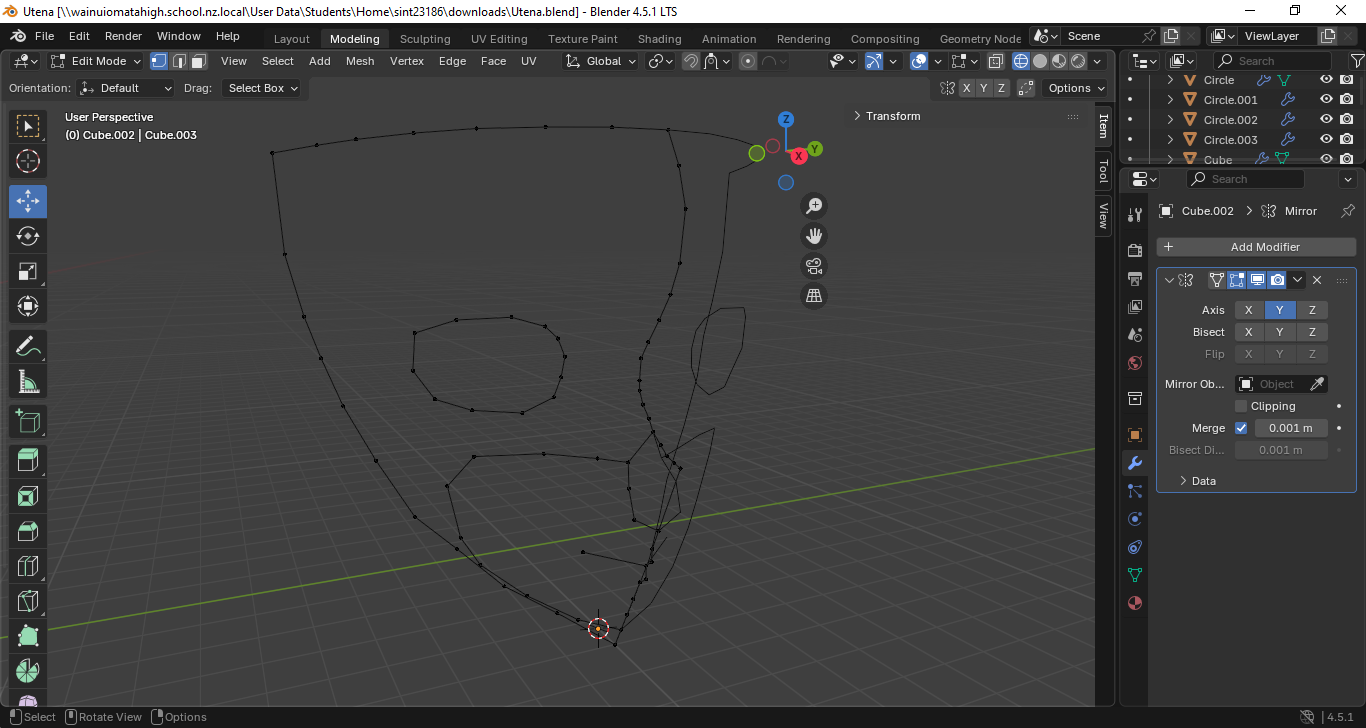 Utena [\\wainuiomatahigh.school.nz.local\User Data\Students\Home\sint23186\downloads\Utena.blend] - Blender 4.5.1 LTS
File Edit Render Window Help Layout Modeling Sculpting UV Editing Texture Paint Shading Animation Rendering Compositing Geometry Node Scene ViewLayer
Edit Mode View Select Add Mesh Vertex Edge Face UV Global Search
Orientation: Default Drag: Select Box X Y Z Options
Circle
Circle.001
Circle.002
Circle.003
Cube
User Perspective
(0) Cube.002 | Cube.003
Transform
Item
Tool
View
Z
Y
X
Search
Cube.002 Mirror
Add Modifier
Axis X Y Z
Bisect X Y Z
Flip X Y Z
Mirror Ob... Object
Clipping
Merge 0.001 m
Bisect Di... 0.001 m
Data
Select Rotate View Options 4.5.1